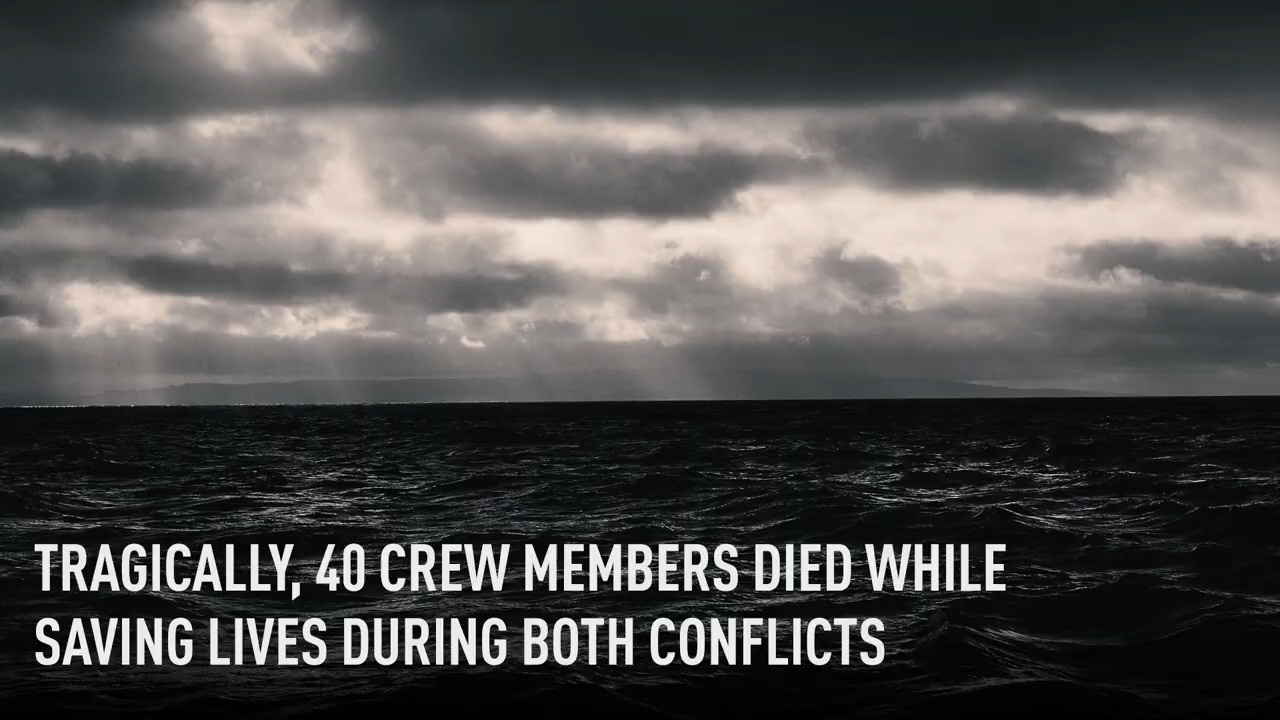 TRAGICALLY, 40 CREW MEMBERS DIED WHILE
SAVING LIVES DURING BOTH CONFLICTS